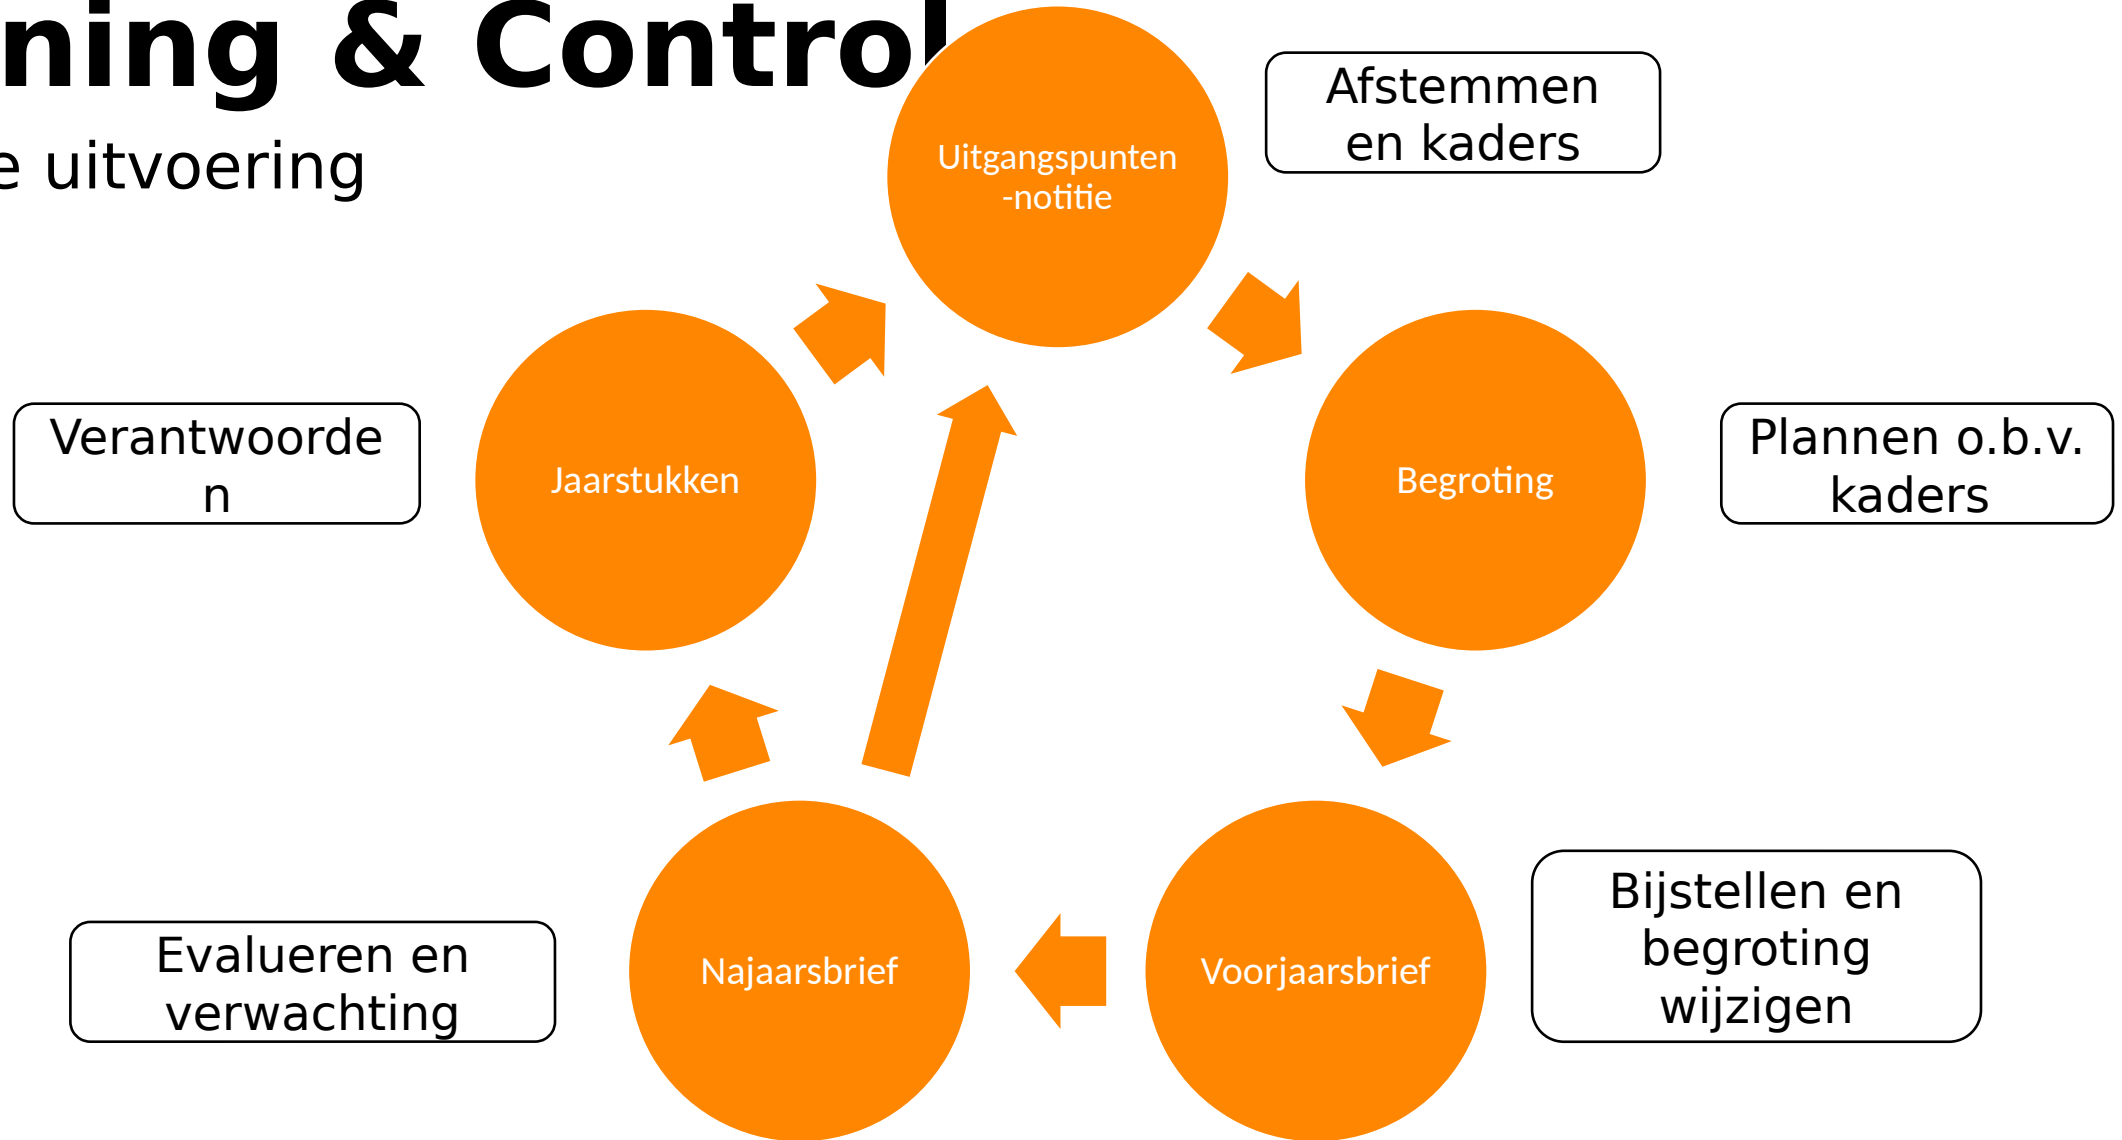 ning & Control
e uitvoering
Uitgangspunten
-notitie
Afstemmen
en kaders
Jaarstukken
Begroting
Verantwoorde
n
Plannen o.b.v.
kaders
Najaarsbrief
Voorjaarsbrief
Evalueren en
verwachting
Bijstellen en
begroting
wijzigen